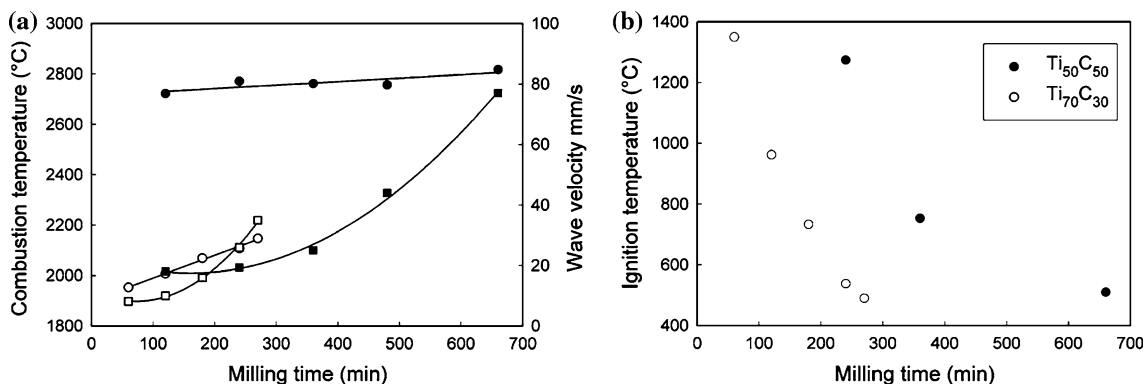 (a)
Combustion temperature (°C)
3000
2800
2600
2400
2200
2000
1800
100
80
60
40
20
0
Wave velocity mm/s
0 100 200 300 400 500 600 700
Milling time (min)
(b)
Ignition temperature (°C)
1400
1200
1000
800
600
400
Ti50C50
Ti70C30
0 100 200 300 400 500 600 700
Milling time (min)